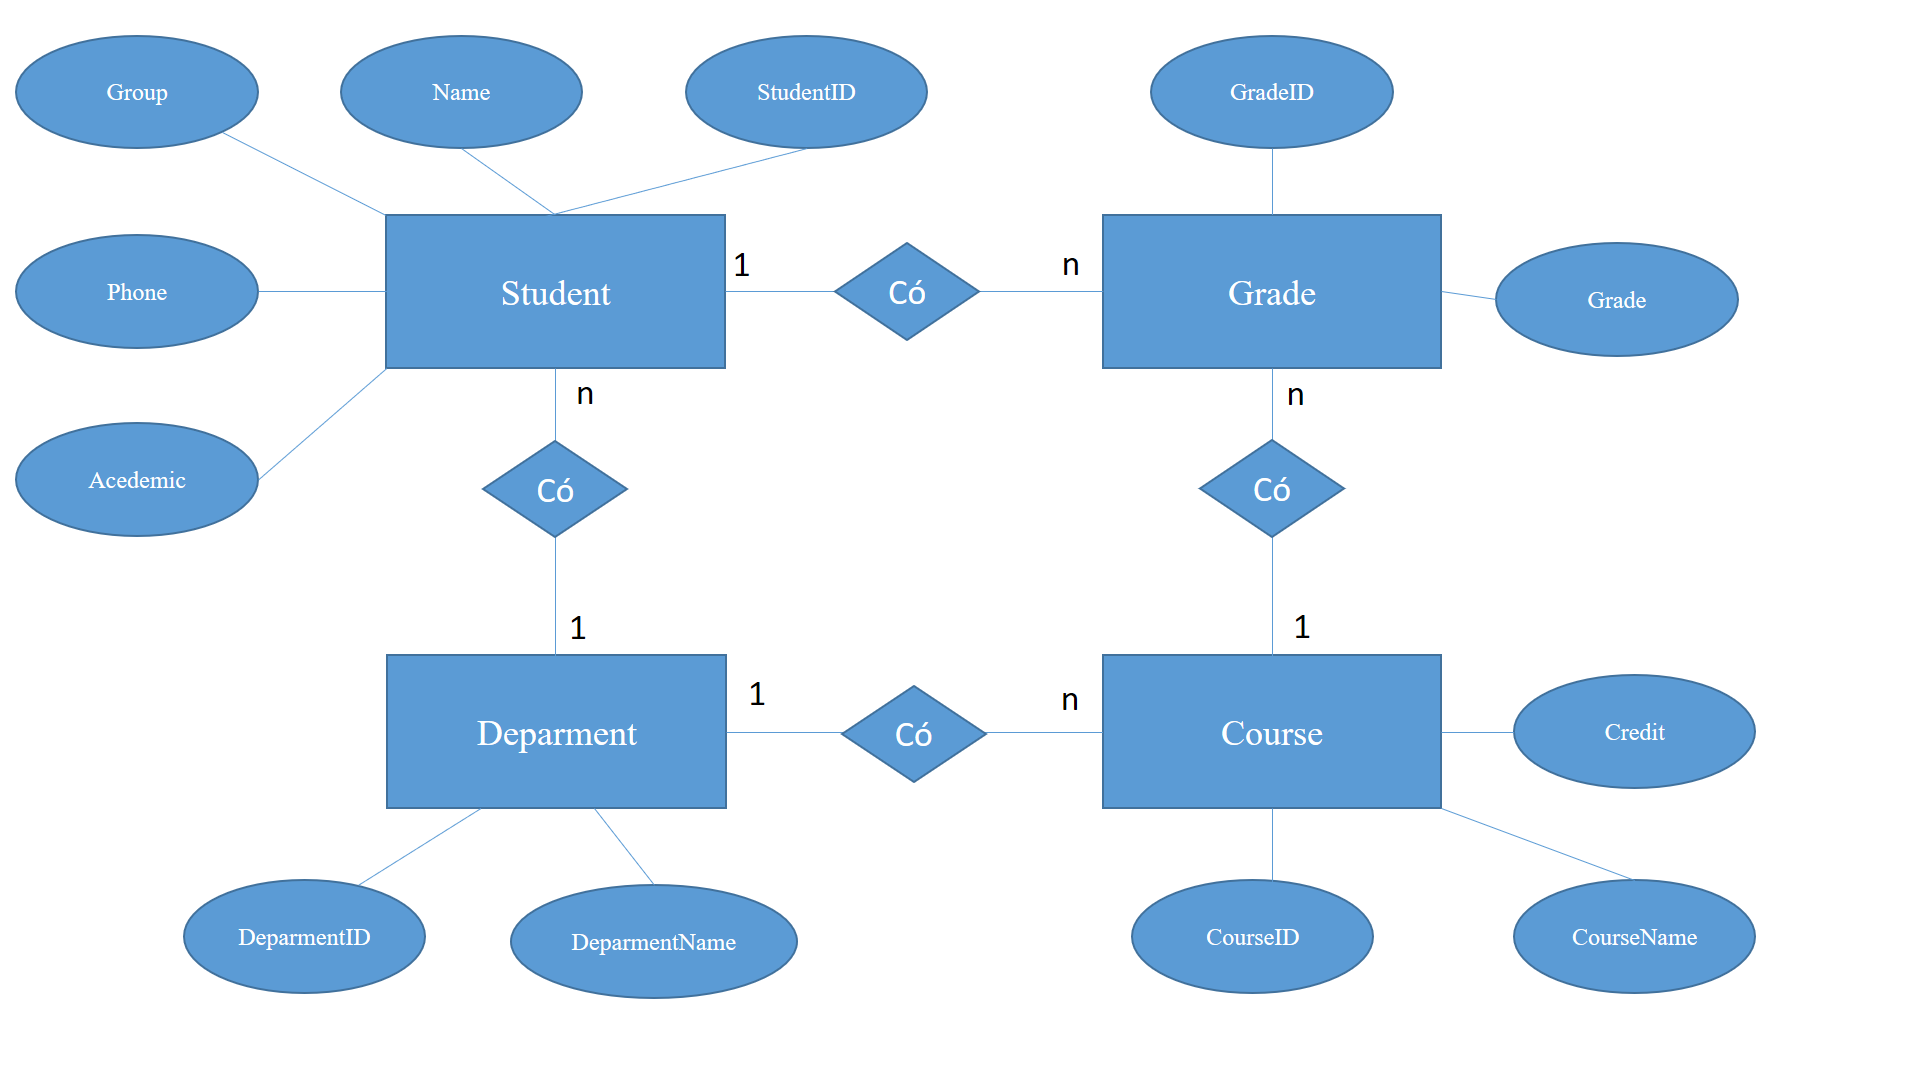 Group
Name
StudentID
GradeID
Phone
Student
1
Có
n
Grade
Grade
n
n
Acedemic
Có
Có
1
1
Deparment
1
Có
n
Course
Credit
DeparmentID
DeparmentName
CourseID
CourseName